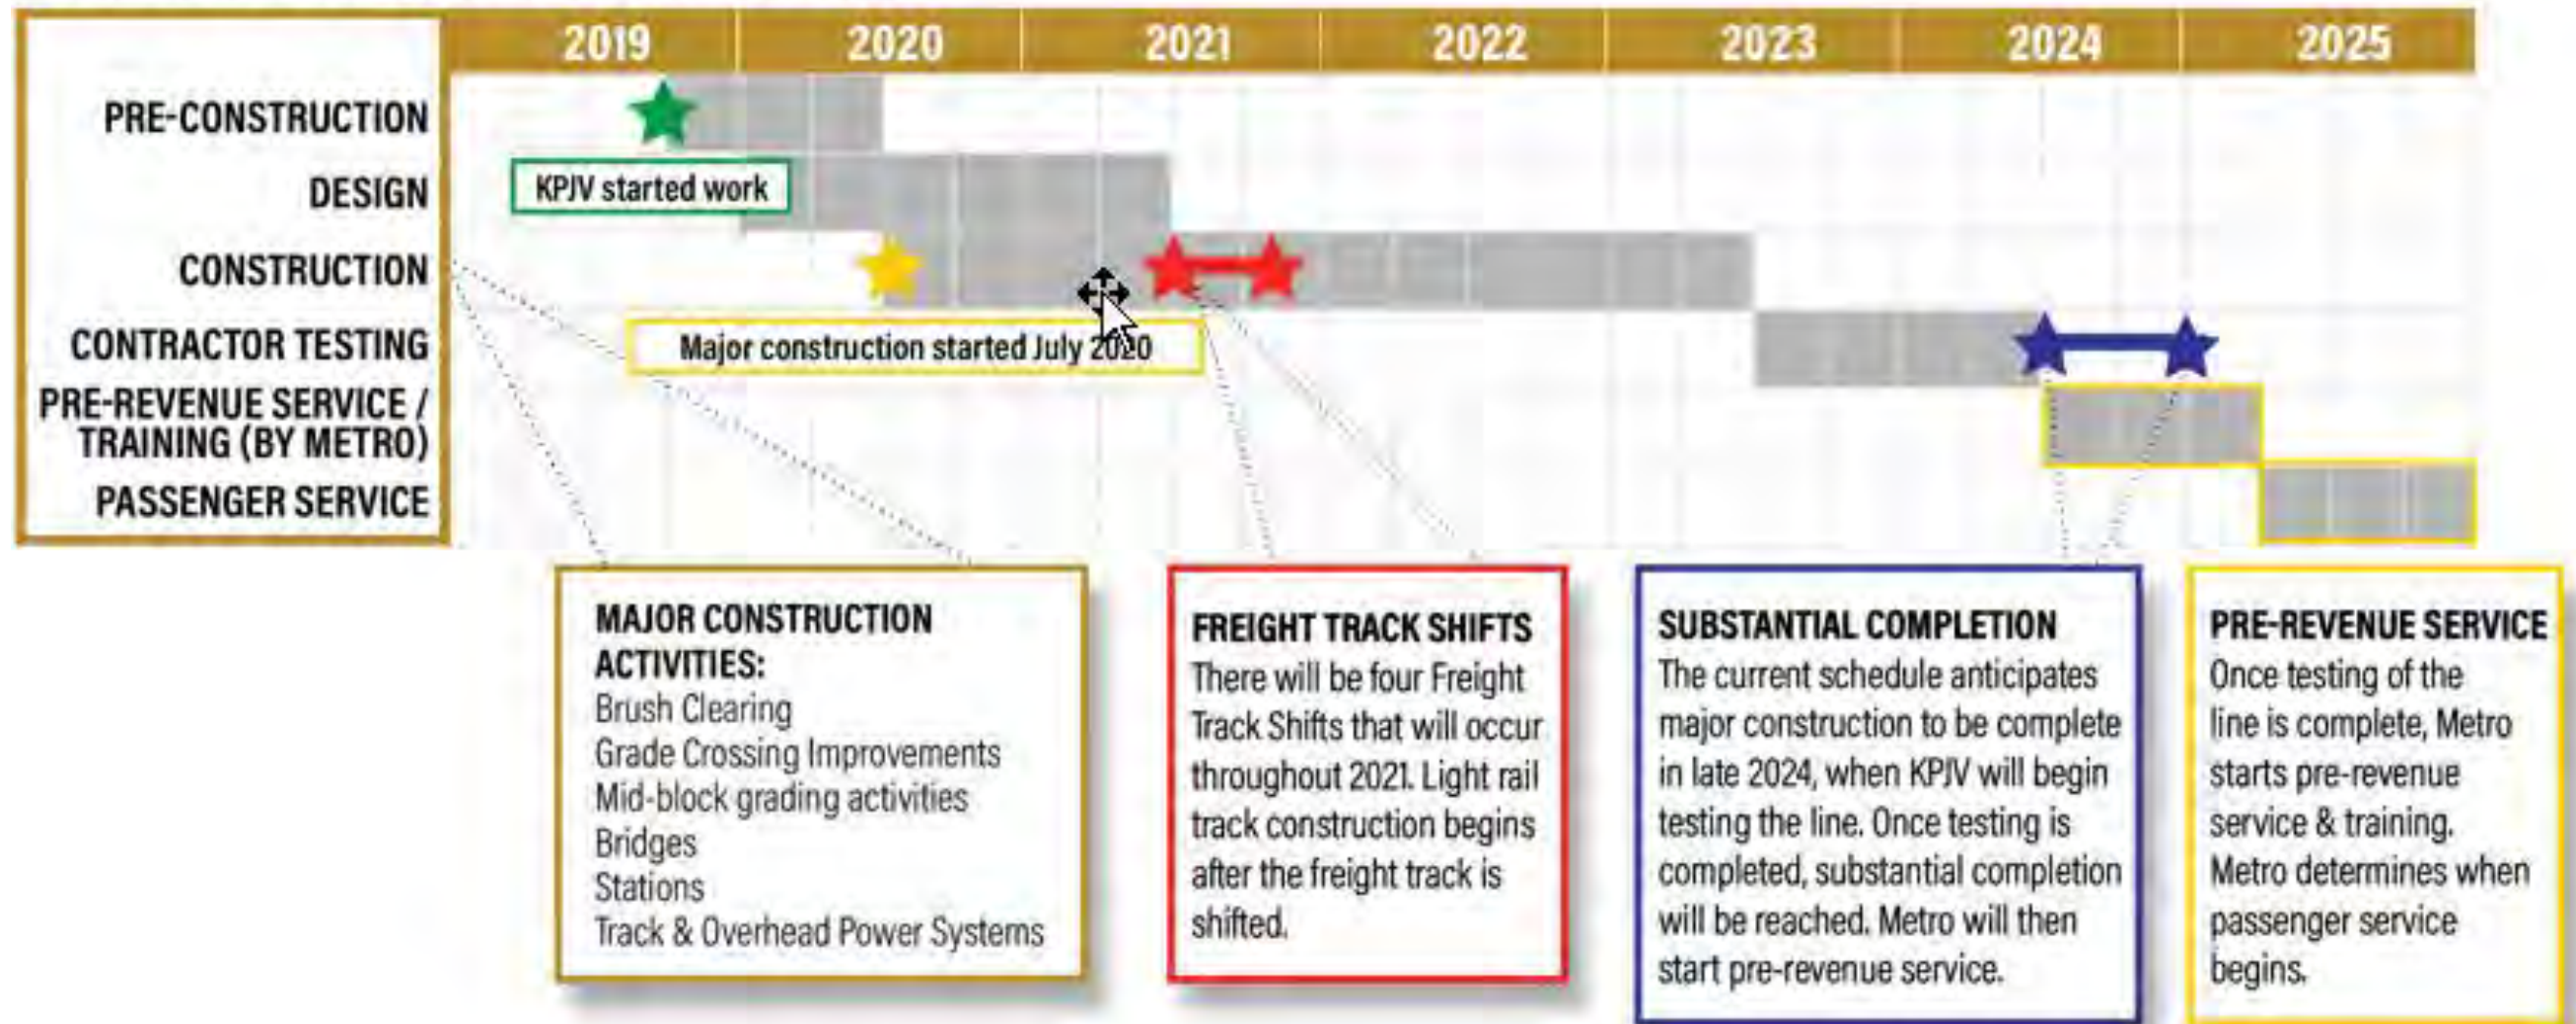 2019 2020 2021 2022 2023 2024 2025
PRE-CONSTRUCTION
KPJV started work
DESIGN
CONSTRUCTION
Major construction started July 2020
CONTRACTOR TESTING
PRE-REVENUE SERVICE /
TRAINING (BY METRO)
PASSENGER SERVICE
MAJOR CONSTRUCTION
ACTIVITIES:
Brush Clearing
Grade Crossing Improvements
Mid-block grading activities
Bridges
Stations
Track & Overhead Power Systems
FREIGHT TRACK SHIFTS
There will be four Freight
Track Shifts that will occur
throughout 2021. Light rail
track construction begins
after the freight track is
shifted.
SUBSTANTIAL COMPLETION
The current schedule anticipates
major construction to be complete
in late 2024, when KPJV will begin
testing the line. Once testing is
completed, substantial completion
will be reached. Metro will then
start pre-revenue service.
PRE-REVENUE SERVICE
Once testing of the
line is complete, Metro
starts pre-revenue
service & training.
Metro determines when
passenger service
begins.